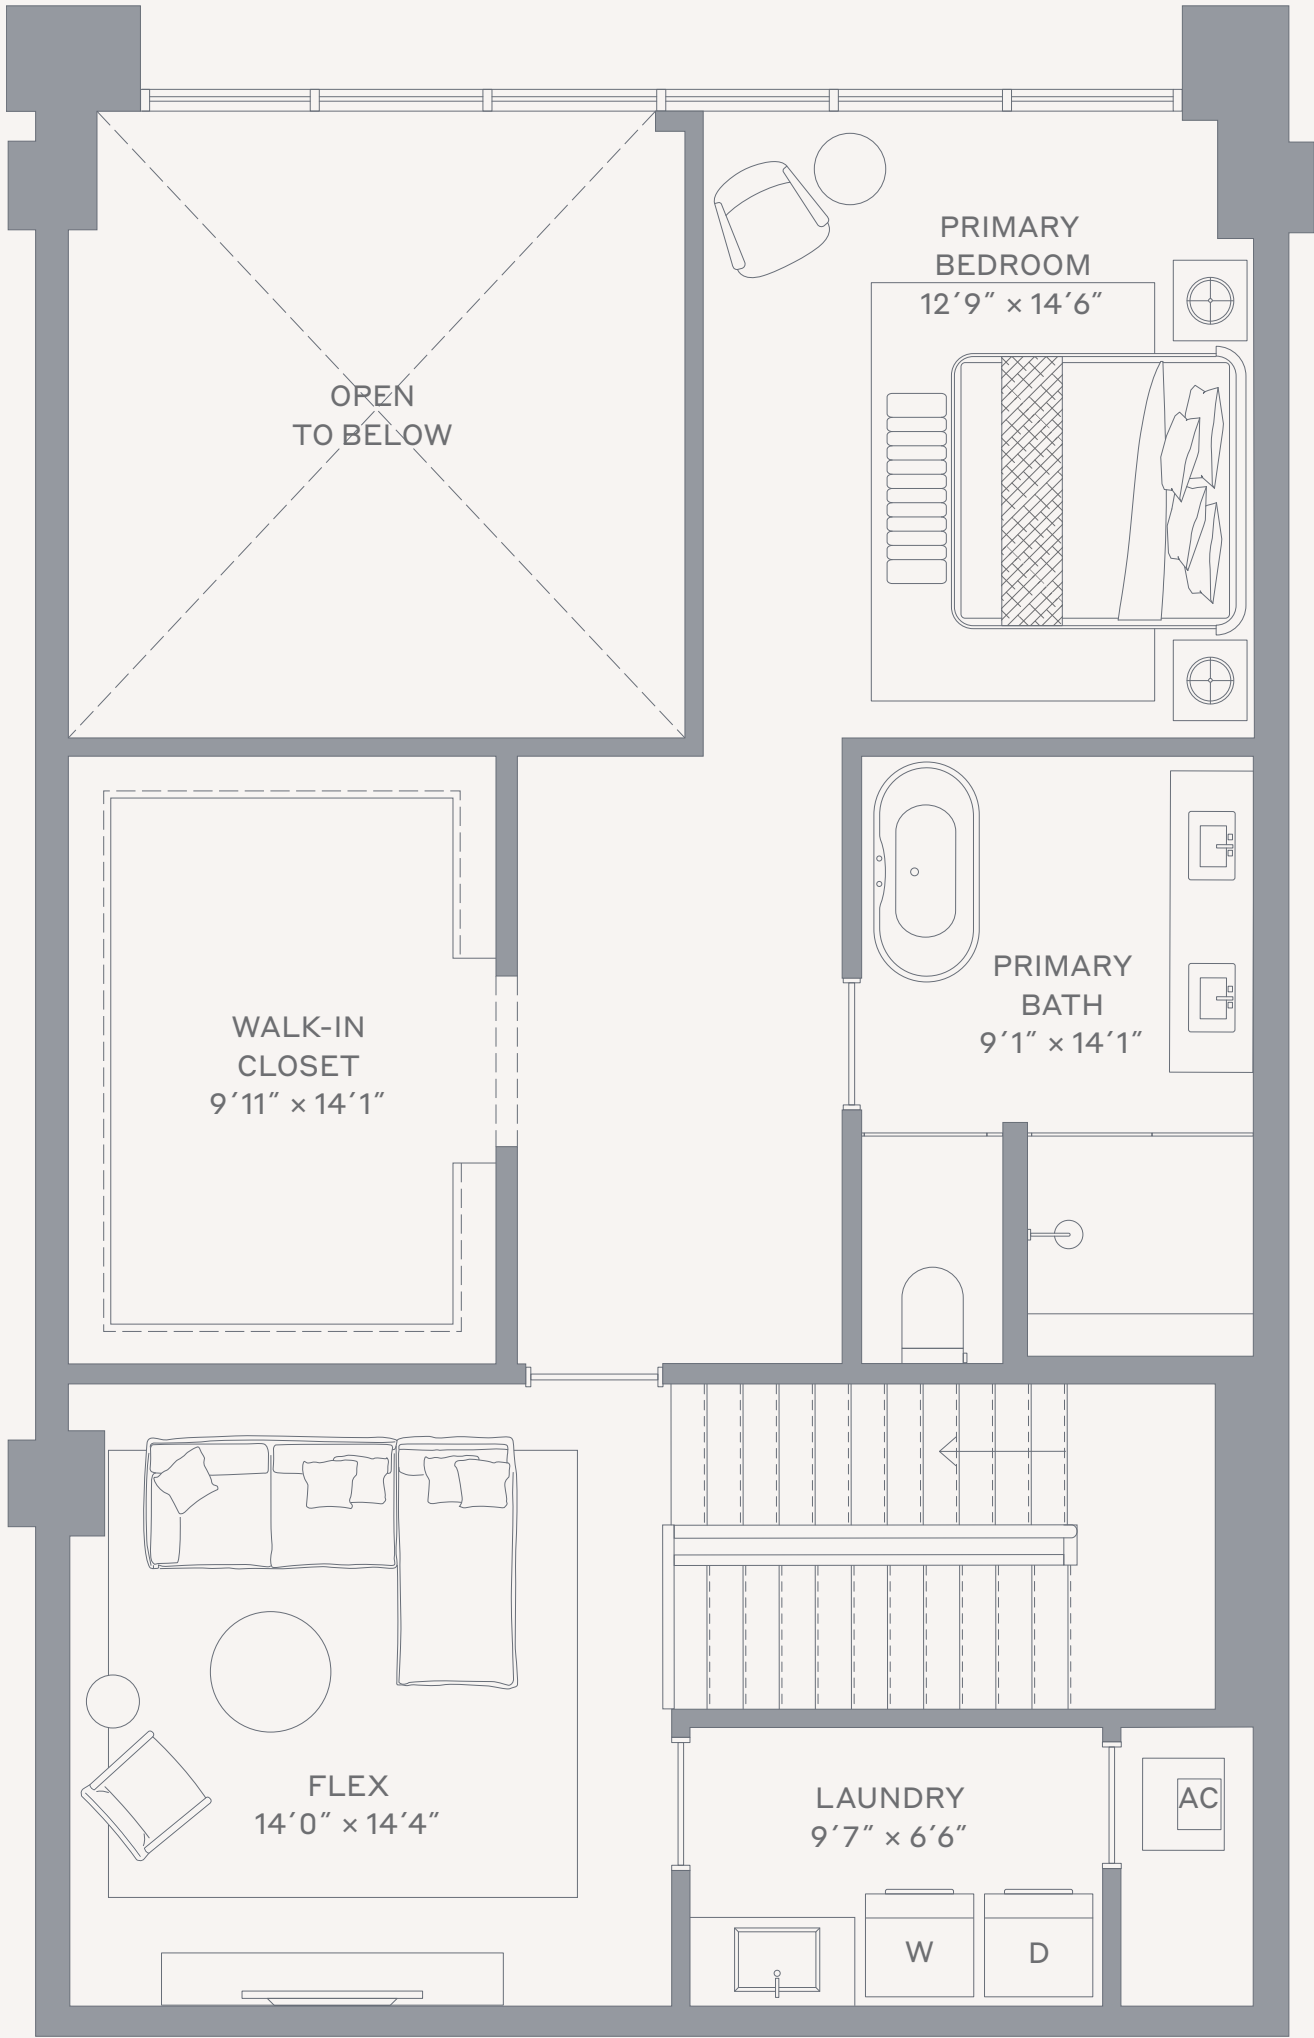 PRIMARY
BEDROOM
12′9″ × 14′6″
OPEN
TO BELOW
PRIMARY
BATH
9′1″ × 14′1″
WALK-IN
CLOSET
9′11″ × 14′1″
FLEX
14′0″ × 14′4″
LAUNDRY
9′7″ × 6′6″
AC
W
D